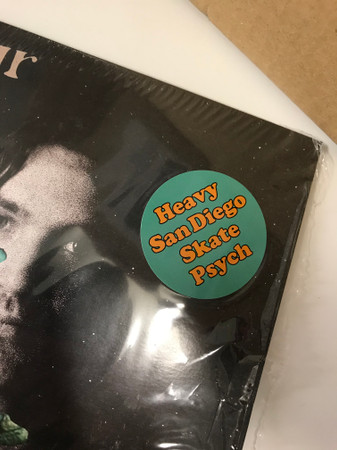 Heavy
San Diego
Skate
Psych